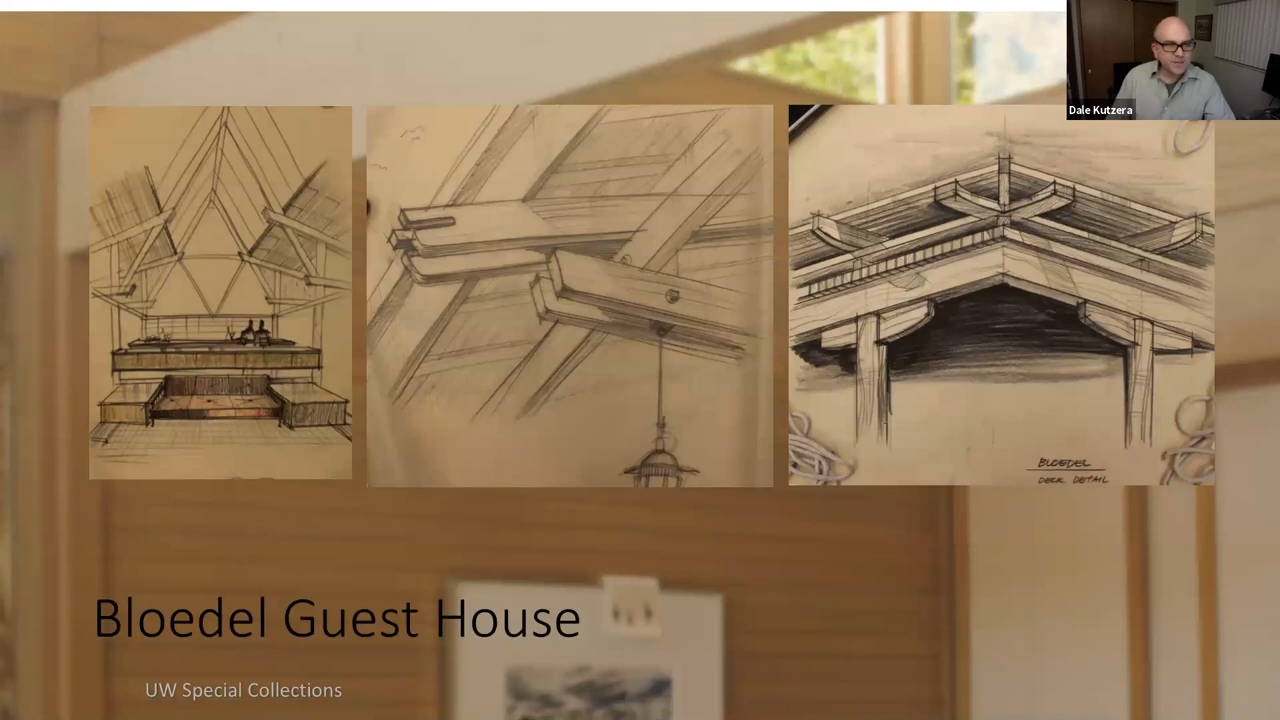 Dale Kutzera
BLOEDEL
DECK DETAIL
Bloedel Guest House
UW Special Collections